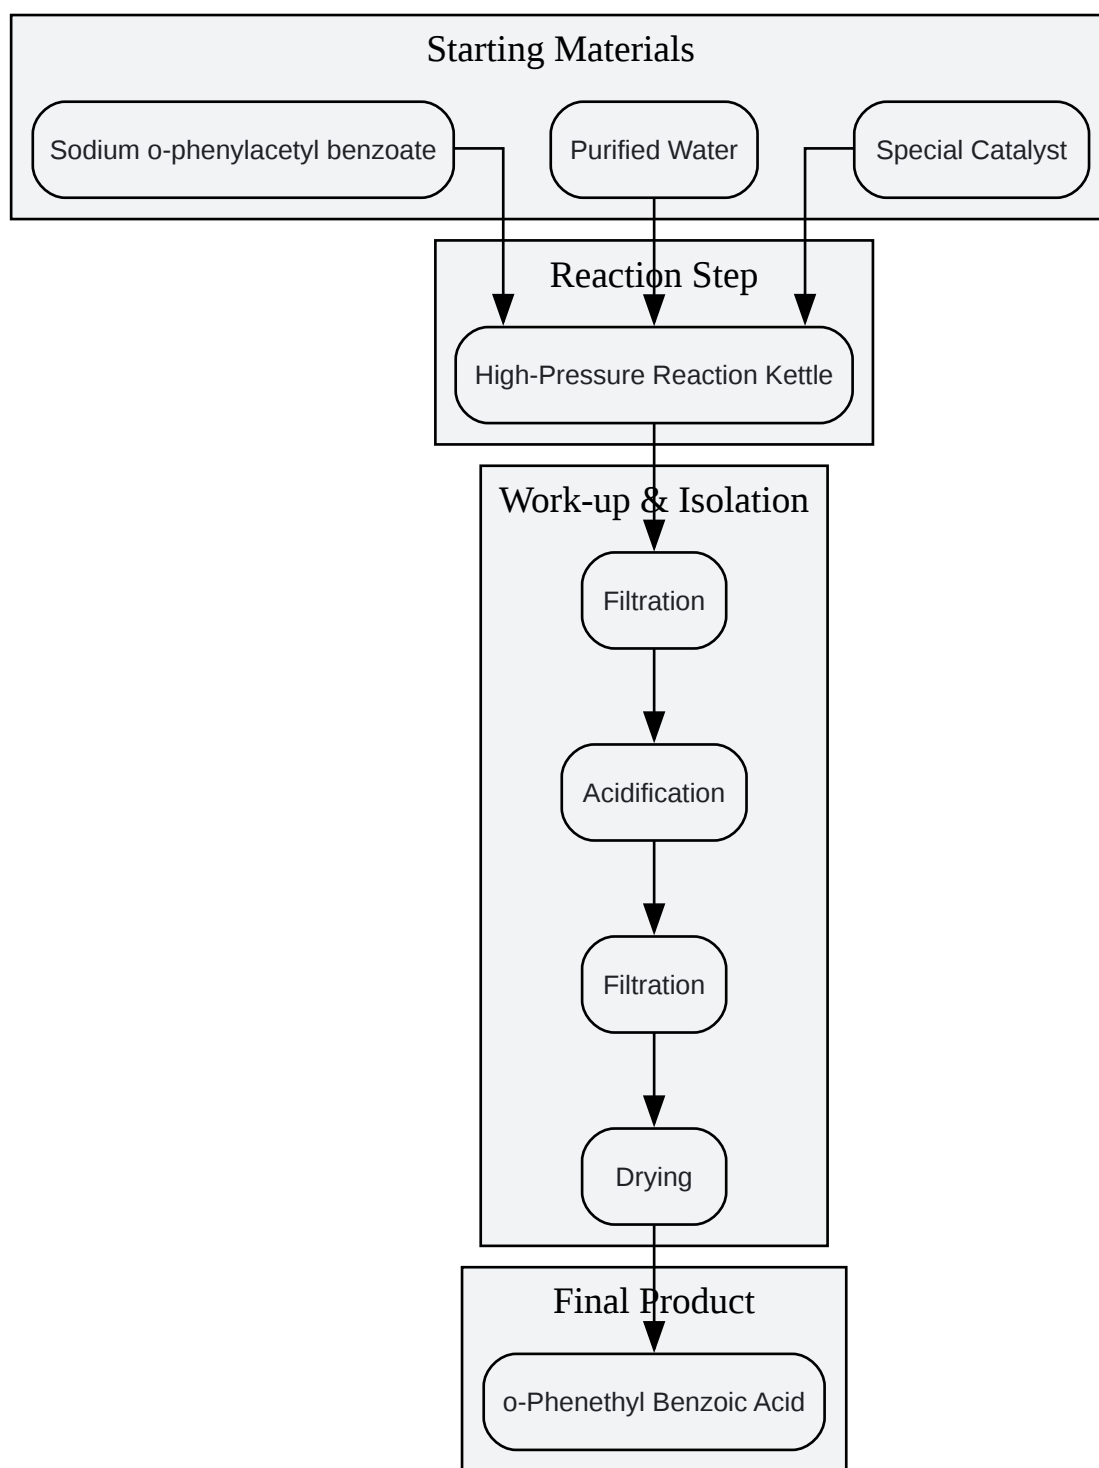 Starting Materials
Sodium o-phenylacetyl benzoate
Purified Water
Special Catalyst
Reaction Step
High-Pressure Reaction Kettle
Work-up & Isolation
Filtration
Acidification
Filtration
Drying
Final Product
o-Phenethyl Benzoic Acid